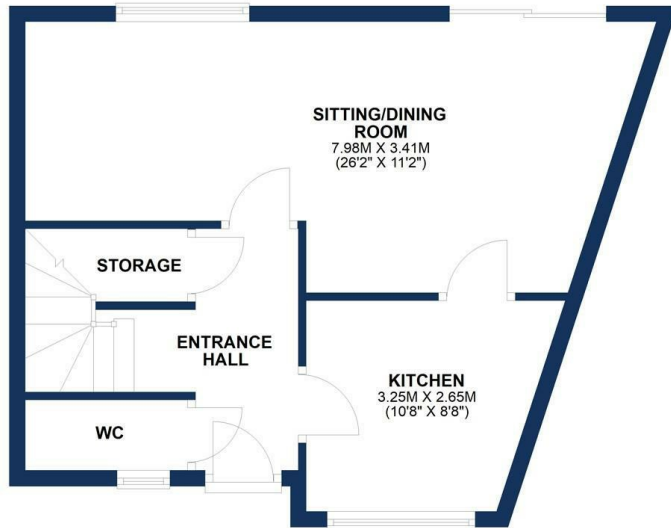 SITTING/DINING
ROOM
7.98M X 3.41M
(26'2" X 11'2")
STORAGE
ENTRANCE
HALL
KITCHEN
3.25M X 2.65M
(10'8" X 8'8")
WC